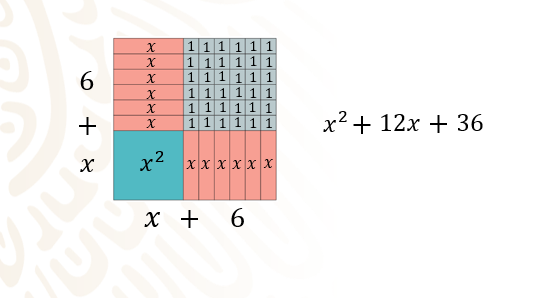 x 1 1 1 1 1 1
x 1 1 1 1 1 1
6 x 1 1 1 1 1 1
x 1 1 1 1 1 1
x 1 1 1 1 1 1
+ x 1 1 1 1 1 1
x x² x x x x x x
x + 6
x² + 12x + 36